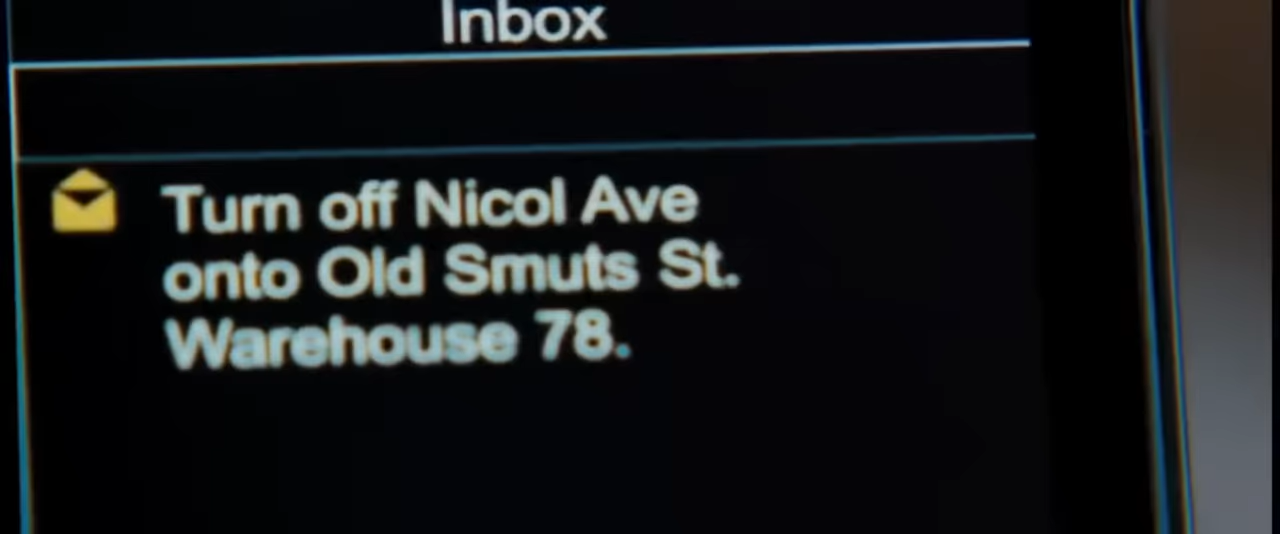 Inbox
Turn off Nicol Ave
onto Old Smuts St.
Warehouse 78.